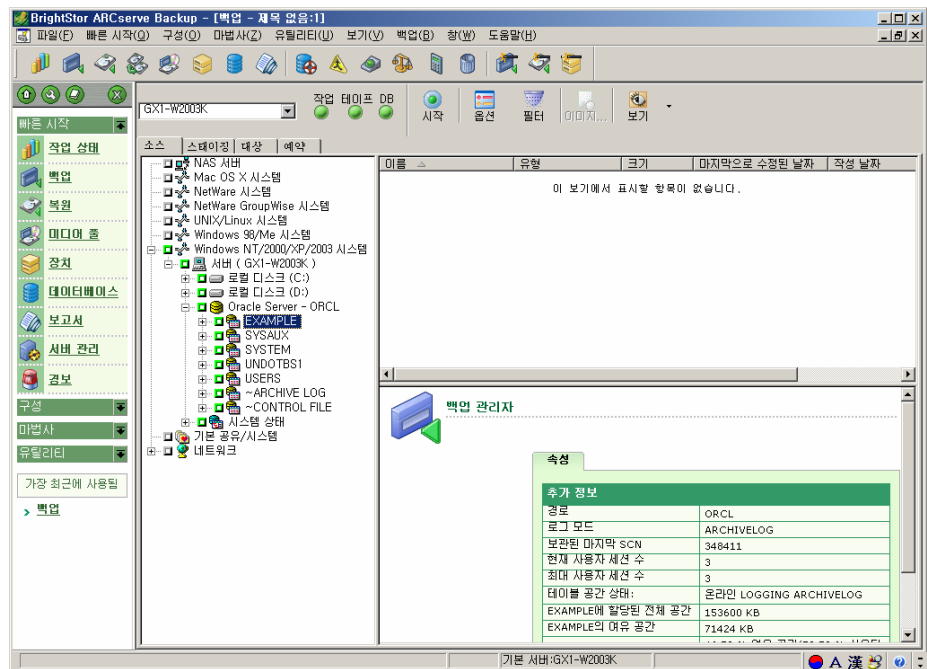 BrightStor ARCserve Backup - [백업 - 제목 없음:1]
파일(F) 빠른 시작(Q) 구성(O) 마법사(Z) 유틸리티(U) 보기(V) 백업(B) 창(W) 도움말(H)
GX1-W2003K
작업 테이프 DB
시작
옵션
필터
이미지...
보기
빠른 시작
작업 상태
백업
복원
미디어 풀
장치
데이터베이스
보고서
서버 관리
경보
구성
마법사
유틸리티
가장 최근에 사용됨
백업
소스 스테이징 대상 예약
NAS 서버
Mac OS X 시스템
NetWare 시스템
NetWare GroupWise 시스템
UNIX/Linux 시스템
Windows 98/Me 시스템
Windows NT/2000/XP/2003 시스템
서버 ( GX1-W2003K )
로컬 디스크 (C:)
로컬 디스크 (D:)
Oracle Server - ORCL
EXAMPLE
SYSAUX
SYSTEM
UNDOTBS1
USERS
~ARCHIVE LOG
~CONTROL FILE
시스템 상태
기본 공유/시스템
네트워크
이름 유형 크기 마지막으로 수정된 날짜 작성 날짜
이 보기에서 표시할 항목이 없습니다.
백업 관리자
속성
추가 정보
경로 ORCL
로그 모드 ARCHIVELOG
보관된 마지막 SCN 348411
현재 사용자 세션 수 3
최대 사용자 세션 수 3
테이블 공간 상태: 온라인 LOGGING ARCHIVELOG
EXAMPLE에 할당된 전체 공간 153600 KB
EXAMPLE의 여유 공간 71424 KB
기본 서버:GX1-W2003K
A 漢